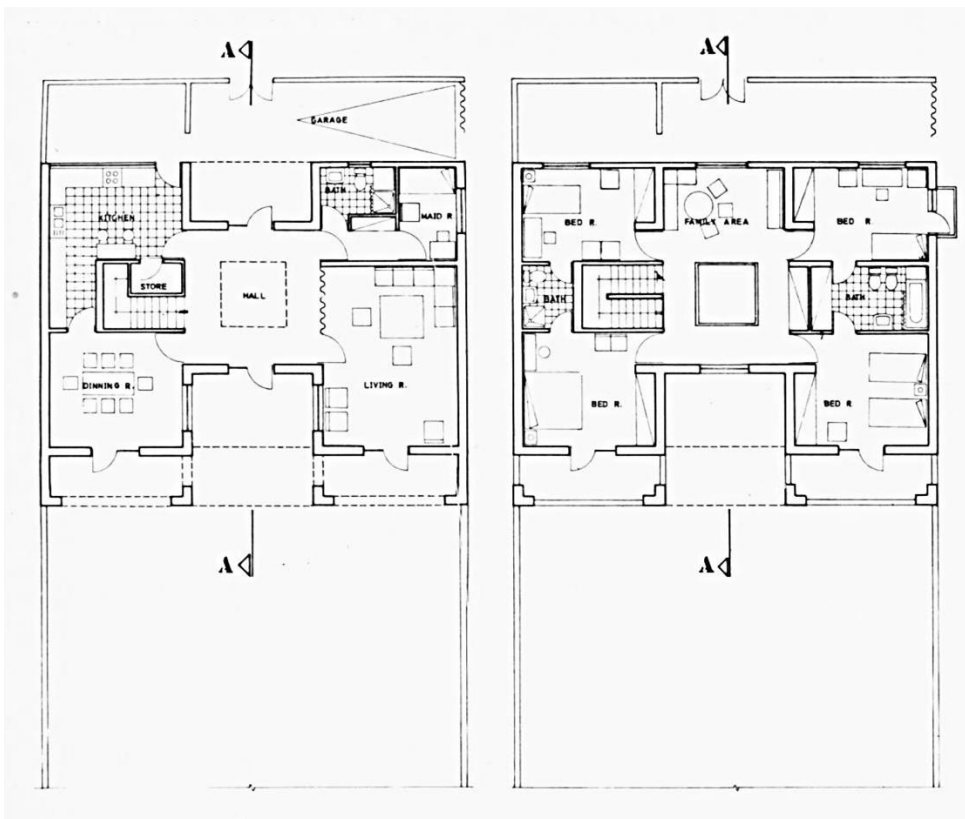 A
GARAGE
BATH
MAID R.
KITCHEN
STORE
HALL
DINNING R.
LIVING R.
A
A
BED R.
FAMILY AREA
BED R.
BATH
BATH
BED R.
BED R
A